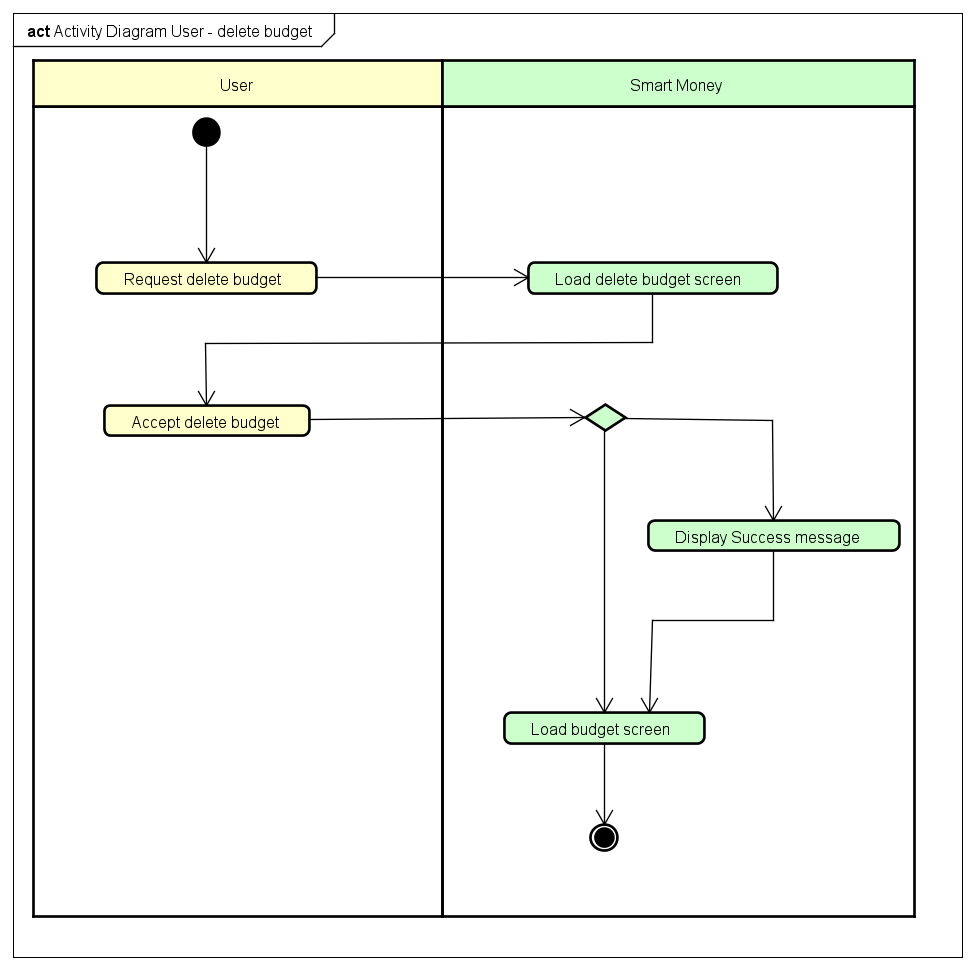 act Activity Diagram User - delete budget
User
Smart Money
Request delete budget
Load delete budget screen
Accept delete budget
Display Success message
Load budget screen